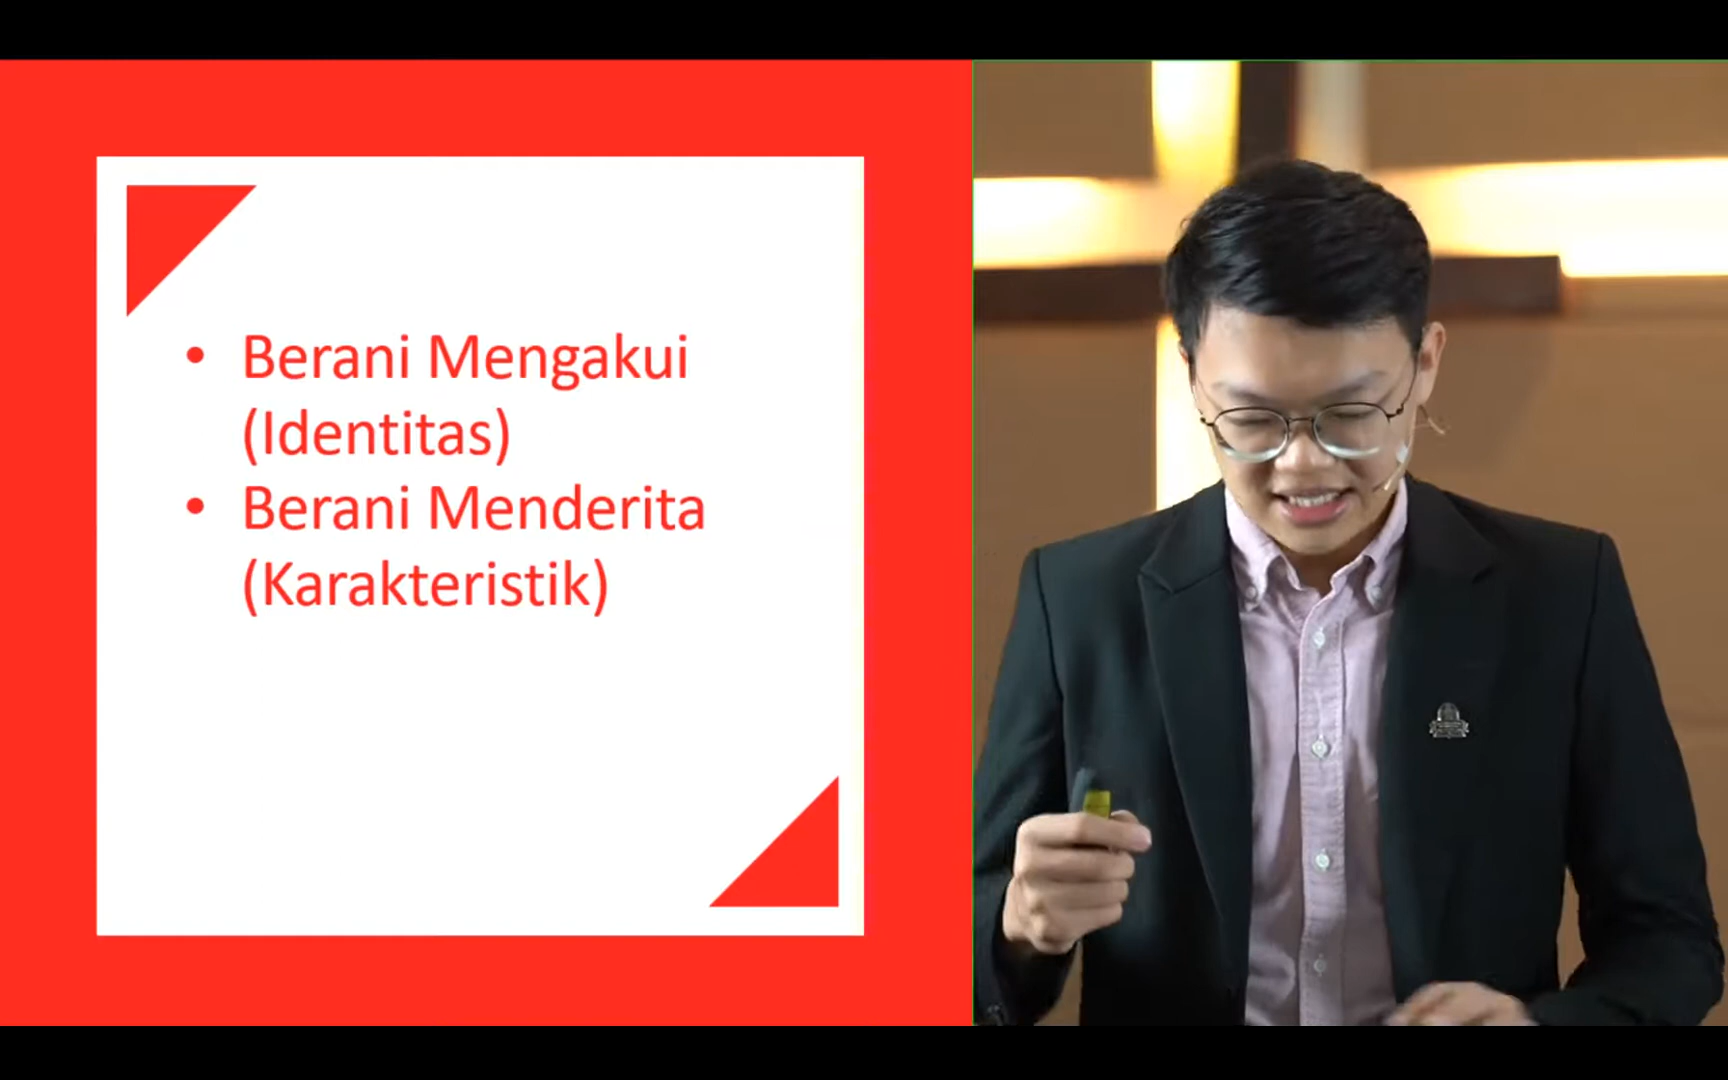 • Berani Mengakui
(Identitas)
• Berani Menderita
(Karakteristik)